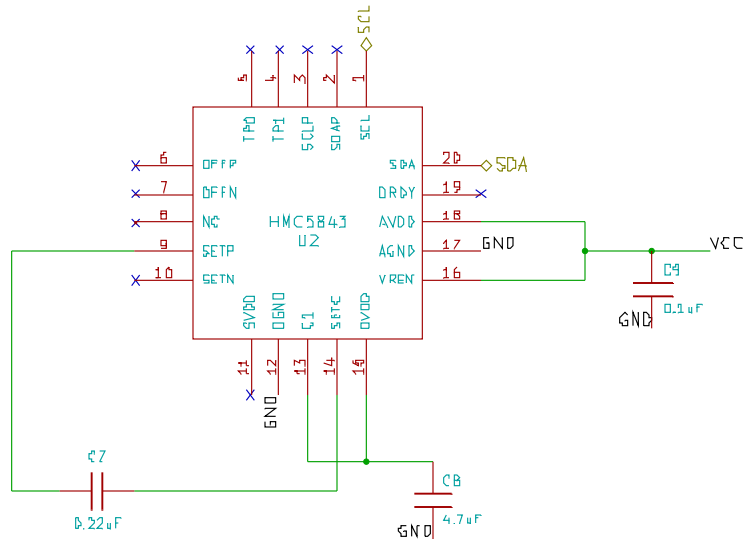 SCL
5 4 3 2 1
TP0 TP1 SCLP SDAP SCL
6 OFFP SDA 20 SDA
7 OFFN DRDY 19
8 NC HMC5843 AVDD 18
9 SETP U2 AGND 17 GND VCC
10 SETN VREN 16
C9
0.1uF
GND
SVDD DGND C1 SETC DVDD
11 12 13 14 15
GND
C7
0.22uF
C8
4.7uF
GND